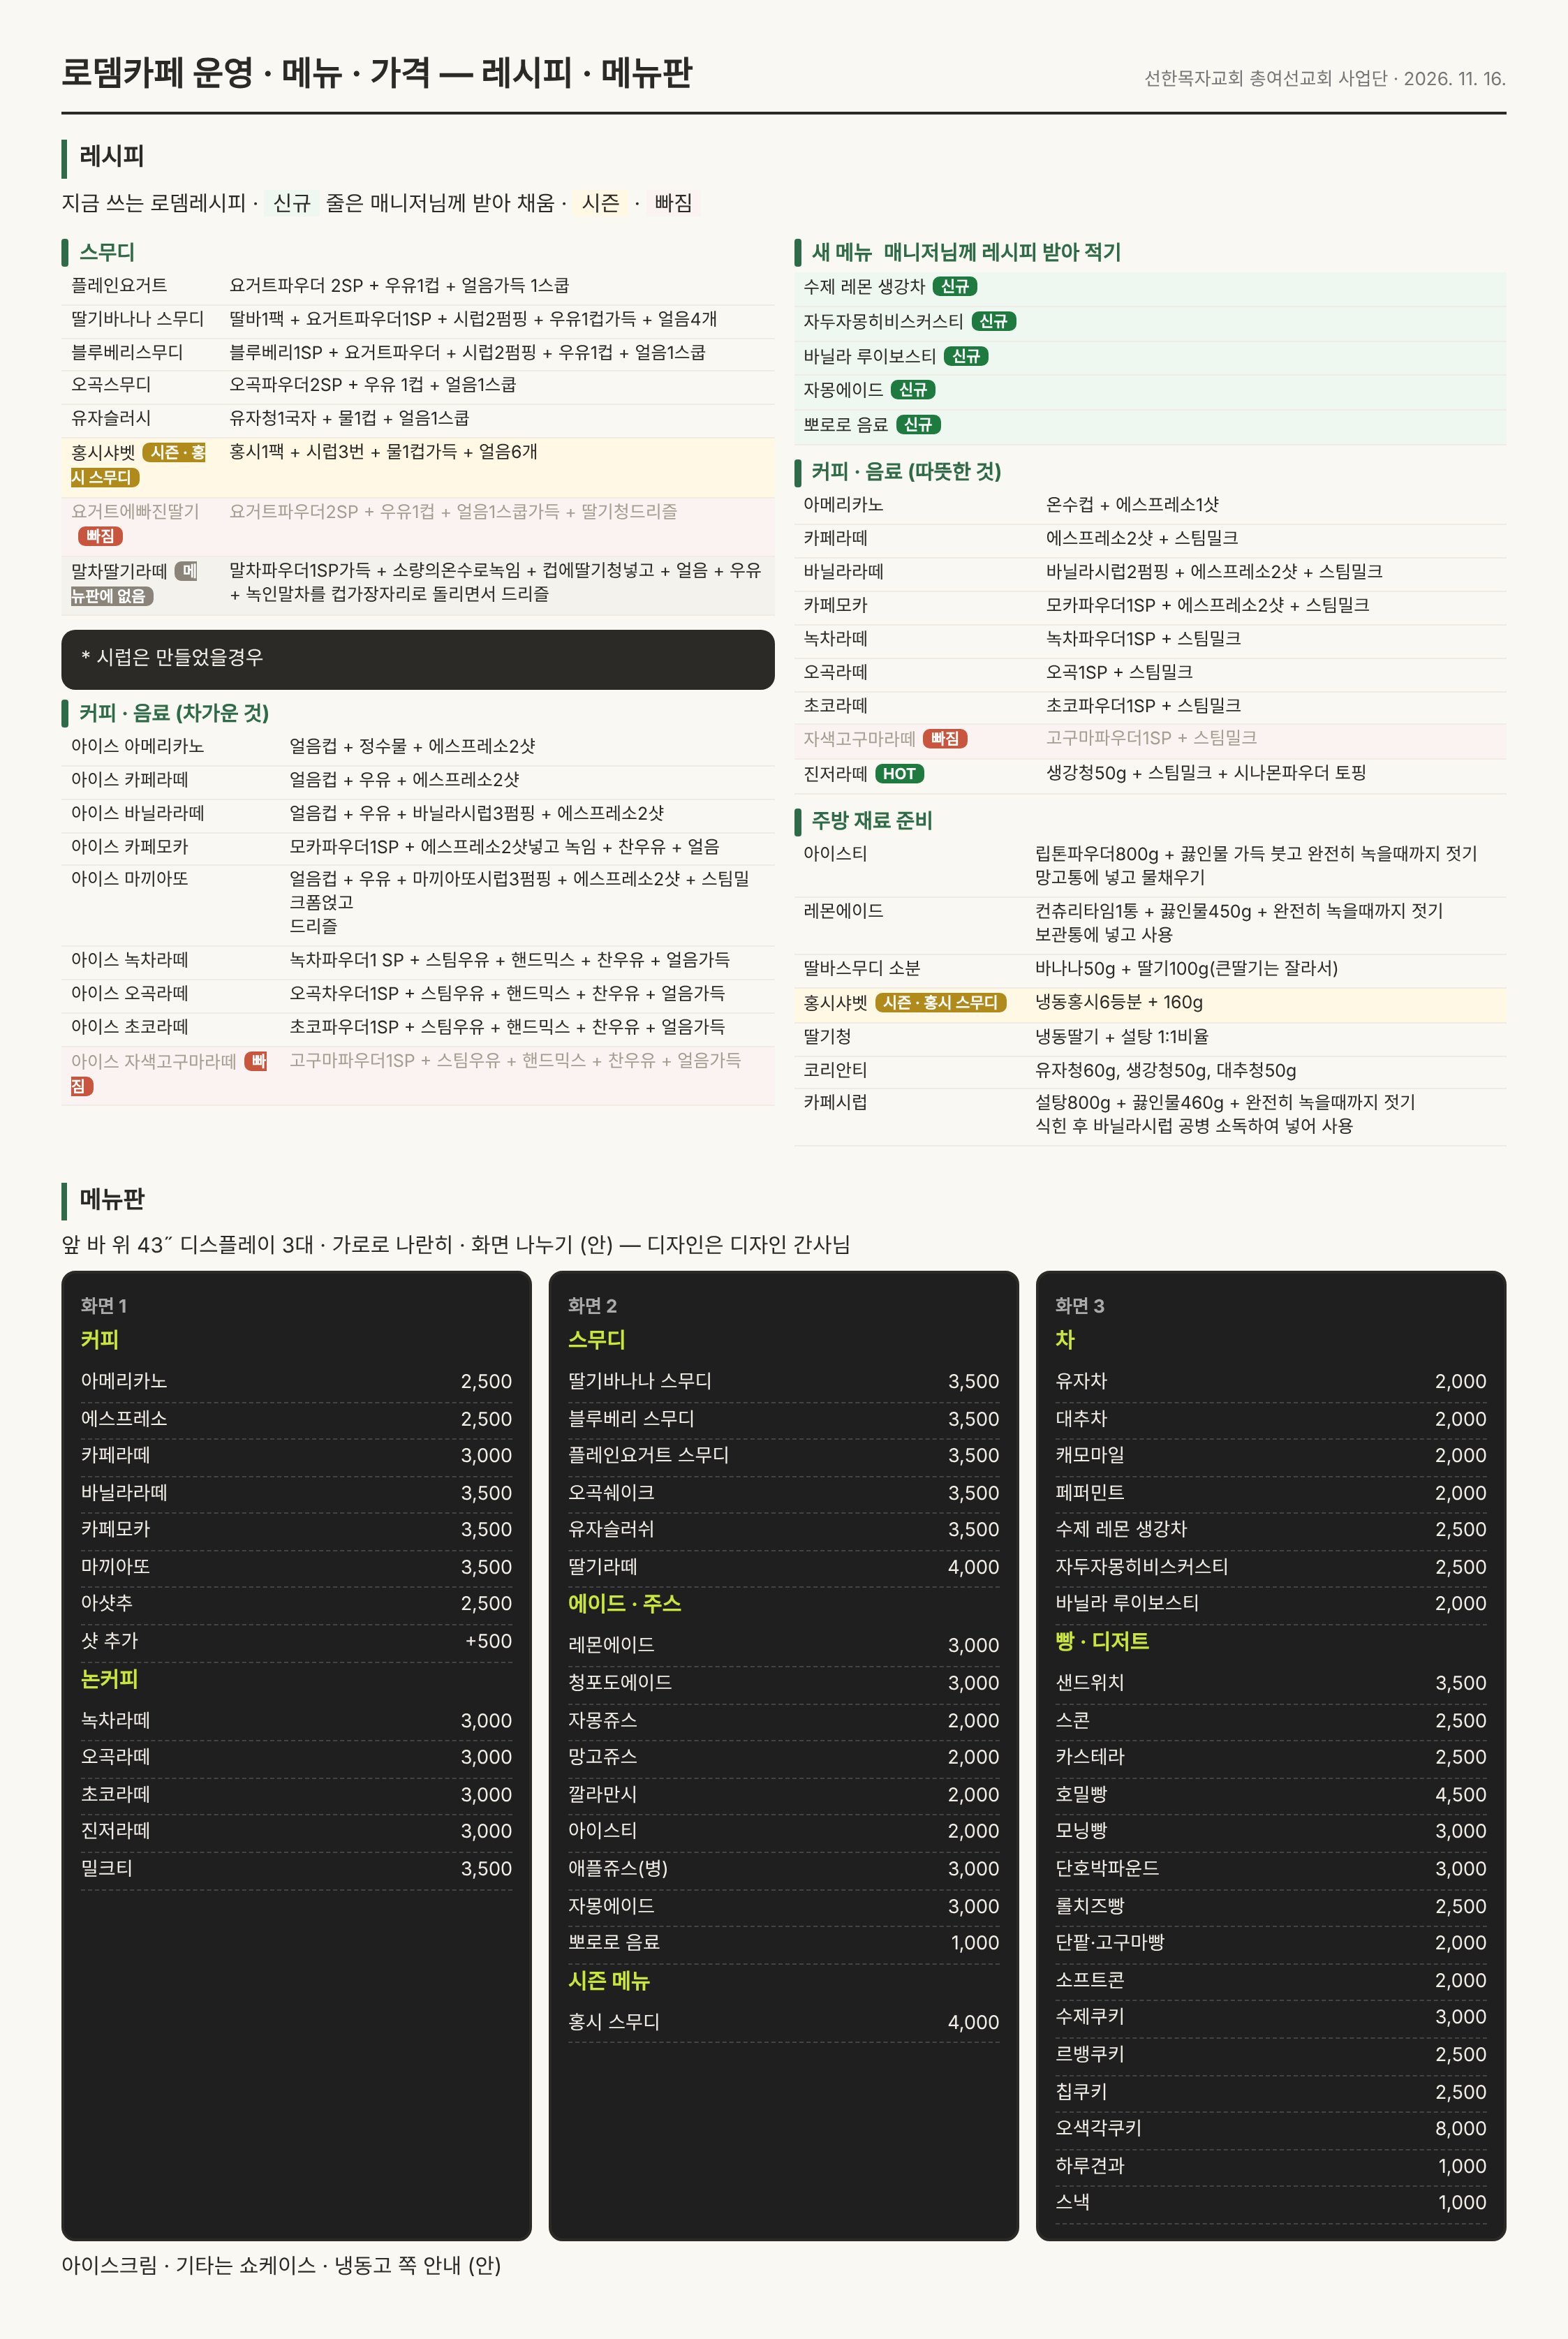 로뎀카페 운영 · 메뉴 · 가격 — 레시피 · 메뉴판
선한목자교회 총여선교회 사업단 · 2026. 11. 16.
레시피
지금 쓰는 로뎀레시피 · 신규 줄은 매니저님께 받아 채움 · 시즌 · 빠짐
스무디
플레인요거트 요거트파우더 2SP + 우유1컵 + 얼음가득 1스쿱
딸기바나나 스무디 딸바1팩 + 요거트파우더1SP + 시럽2펌핑 + 우유1컵가득 + 얼음4개
블루베리스무디 블루베리1SP + 요거트파우더 + 시럽2펌핑 + 우유1컵 + 얼음1스쿱
오곡스무디 오곡파우더2SP + 우유 1컵 + 얼음1스쿱
유자슬러시 유자청1국자 + 물1컵 + 얼음1스쿱
홍시샤벳 시즌 · 홍 홍시1팩 + 시럽3번 + 물1컵가득 + 얼음6개
시 스무디
요거트에빠진딸기 요거트파우더2SP + 우유1컵 + 얼음1스쿱가득 + 딸기청드리즐
빠짐
말차딸기라떼 메 말차파우더1SP가득 + 소량의온수로녹임 + 컵에딸기청넣고 + 얼음 + 우유
뉴판에 없음 + 녹인말차를 컵가장자리로 돌리면서 드리즐
* 시럽은 만들었을경우
커피 · 음료 (차가운 것)
아이스 아메리카노 얼음컵 + 정수물 + 에스프레소2샷
아이스 카페라떼 얼음컵 + 우유 + 에스프레소2샷
아이스 바닐라라떼 얼음컵 + 우유 + 바닐라시럽3펌핑 + 에스프레소2샷
아이스 카페모카 모카파우더1SP + 에스프레소2샷넣고 녹임 + 찬우유 + 얼음
아이스 마끼아또 얼음컵 + 우유 + 마끼아또시럽3펌핑 + 에스프레소2샷 + 스팀밀
크폼얹고
드리즐
아이스 녹차라떼 녹차파우더1 SP + 스팀우유 + 핸드믹스 + 찬우유 + 얼음가득
아이스 오곡라떼 오곡차우더1SP + 스팀우유 + 핸드믹스 + 찬우유 + 얼음가득
아이스 초코라떼 초코파우더1SP + 스팀우유 + 핸드믹스 + 찬우유 + 얼음가득
아이스 자색고구마라떼 빠 고구마파우더1SP + 스팀우유 + 핸드믹스 + 찬우유 + 얼음가득
짐
새 메뉴 매니저님께 레시피 받아 적기
수제 레몬 생강차 신규
자두자몽히비스커스티 신규
바닐라 루이보스티 신규
자몽에이드 신규
뽀로로 음료 신규
커피 · 음료 (따뜻한 것)
아메리카노 온수컵 + 에스프레소1샷
카페라떼 에스프레소2샷 + 스팀밀크
바닐라라떼 바닐라시럽2펌핑 + 에스프레소2샷 + 스팀밀크
카페모카 모카파우더1SP + 에스프레소2샷 + 스팀밀크
녹차라떼 녹차파우더1SP + 스팀밀크
오곡라떼 오곡1SP + 스팀밀크
초코라떼 초코파우더1SP + 스팀밀크
자색고구마라떼 빠짐 고구마파우더1SP + 스팀밀크
진저라떼 HOT 생강청50g + 스팀밀크 + 시나몬파우더 토핑
주방 재료 준비
아이스티 립톤파우더800g + 끓인물 가득 붓고 완전히 녹을때까지 젓기
망고통에 넣고 물채우기
레몬에이드 컨츄리타임1통 + 끓인물450g + 완전히 녹을때까지 젓기
보관통에 넣고 사용
딸바스무디 소분 바나나50g + 딸기100g(큰딸기는 잘라서)
홍시샤벳 시즌 · 홍시 스무디 냉동홍시6등분 + 160g
딸기청 냉동딸기 + 설탕 1:1비율
코리안티 유자청60g, 생강청50g, 대추청50g
카페시럽 설탕800g + 끓인물460g + 완전히 녹을때까지 젓기
식힌 후 바닐라시럽 공병 소독하여 넣어 사용
메뉴판
앞 바 위 43˝ 디스플레이 3대 · 가로로 나란히 · 화면 나누기 (안) — 디자인은 디자인 간사님
화면 1
커피
아메리카노 2,500
에스프레소 2,500
카페라떼 3,000
바닐라라떼 3,500
카페모카 3,500
마끼아또 3,500
아샷추 2,500
샷 추가 +500
논커피
녹차라떼 3,000
오곡라떼 3,000
초코라떼 3,000
진저라떼 3,000
밀크티 3,500
화면 2
스무디
딸기바나나 스무디 3,500
블루베리 스무디 3,500
플레인요거트 스무디 3,500
오곡쉐이크 3,500
유자슬러쉬 3,500
딸기라떼 4,000
에이드 · 주스
레몬에이드 3,000
청포도에이드 3,000
자몽쥬스 2,000
망고쥬스 2,000
깔라만시 2,000
아이스티 2,000
애플쥬스(병) 3,000
자몽에이드 3,000
뽀로로 음료 1,000
시즌 메뉴
홍시 스무디 4,000
화면 3
차
유자차 2,000
대추차 2,000
캐모마일 2,000
페퍼민트 2,000
수제 레몬 생강차 2,500
자두자몽히비스커스티 2,500
바닐라 루이보스티 2,000
빵 · 디저트
샌드위치 3,500
스콘 2,500
카스테라 2,500
호밀빵 4,500
모닝빵 3,000
단호박파운드 3,000
롤치즈빵 2,500
단팥·고구마빵 2,000
소프트콘 2,000
수제쿠키 3,000
르뱅쿠키 2,500
칩쿠키 2,500
오색각쿠키 8,000
하루견과 1,000
스낵 1,000
아이스크림 · 기타는 쇼케이스 · 냉동고 쪽 안내 (안)